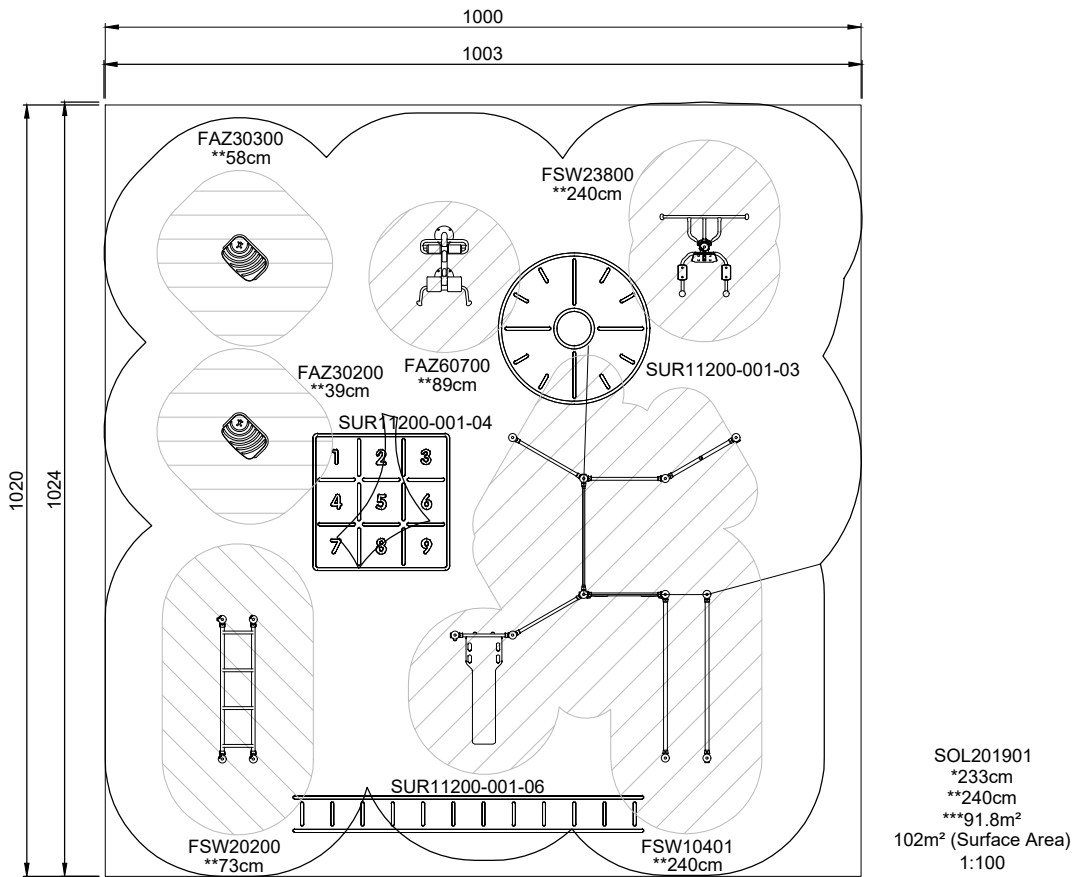 1000
1003
1020
1024
FAZ30300
**58cm
FSW23800
**240cm
FAZ30200
**39cm
FAZ60700
**89cm
SUR11200-001-03
SUR11200-001-04
1 2 3
4 5 6
7 8 9
SUR11200-001-06
FSW20200
**73cm
FSW10401
**240cm
SOL201901
*233cm
**240cm
***91.8m²
102m² (Surface Area)
1:100